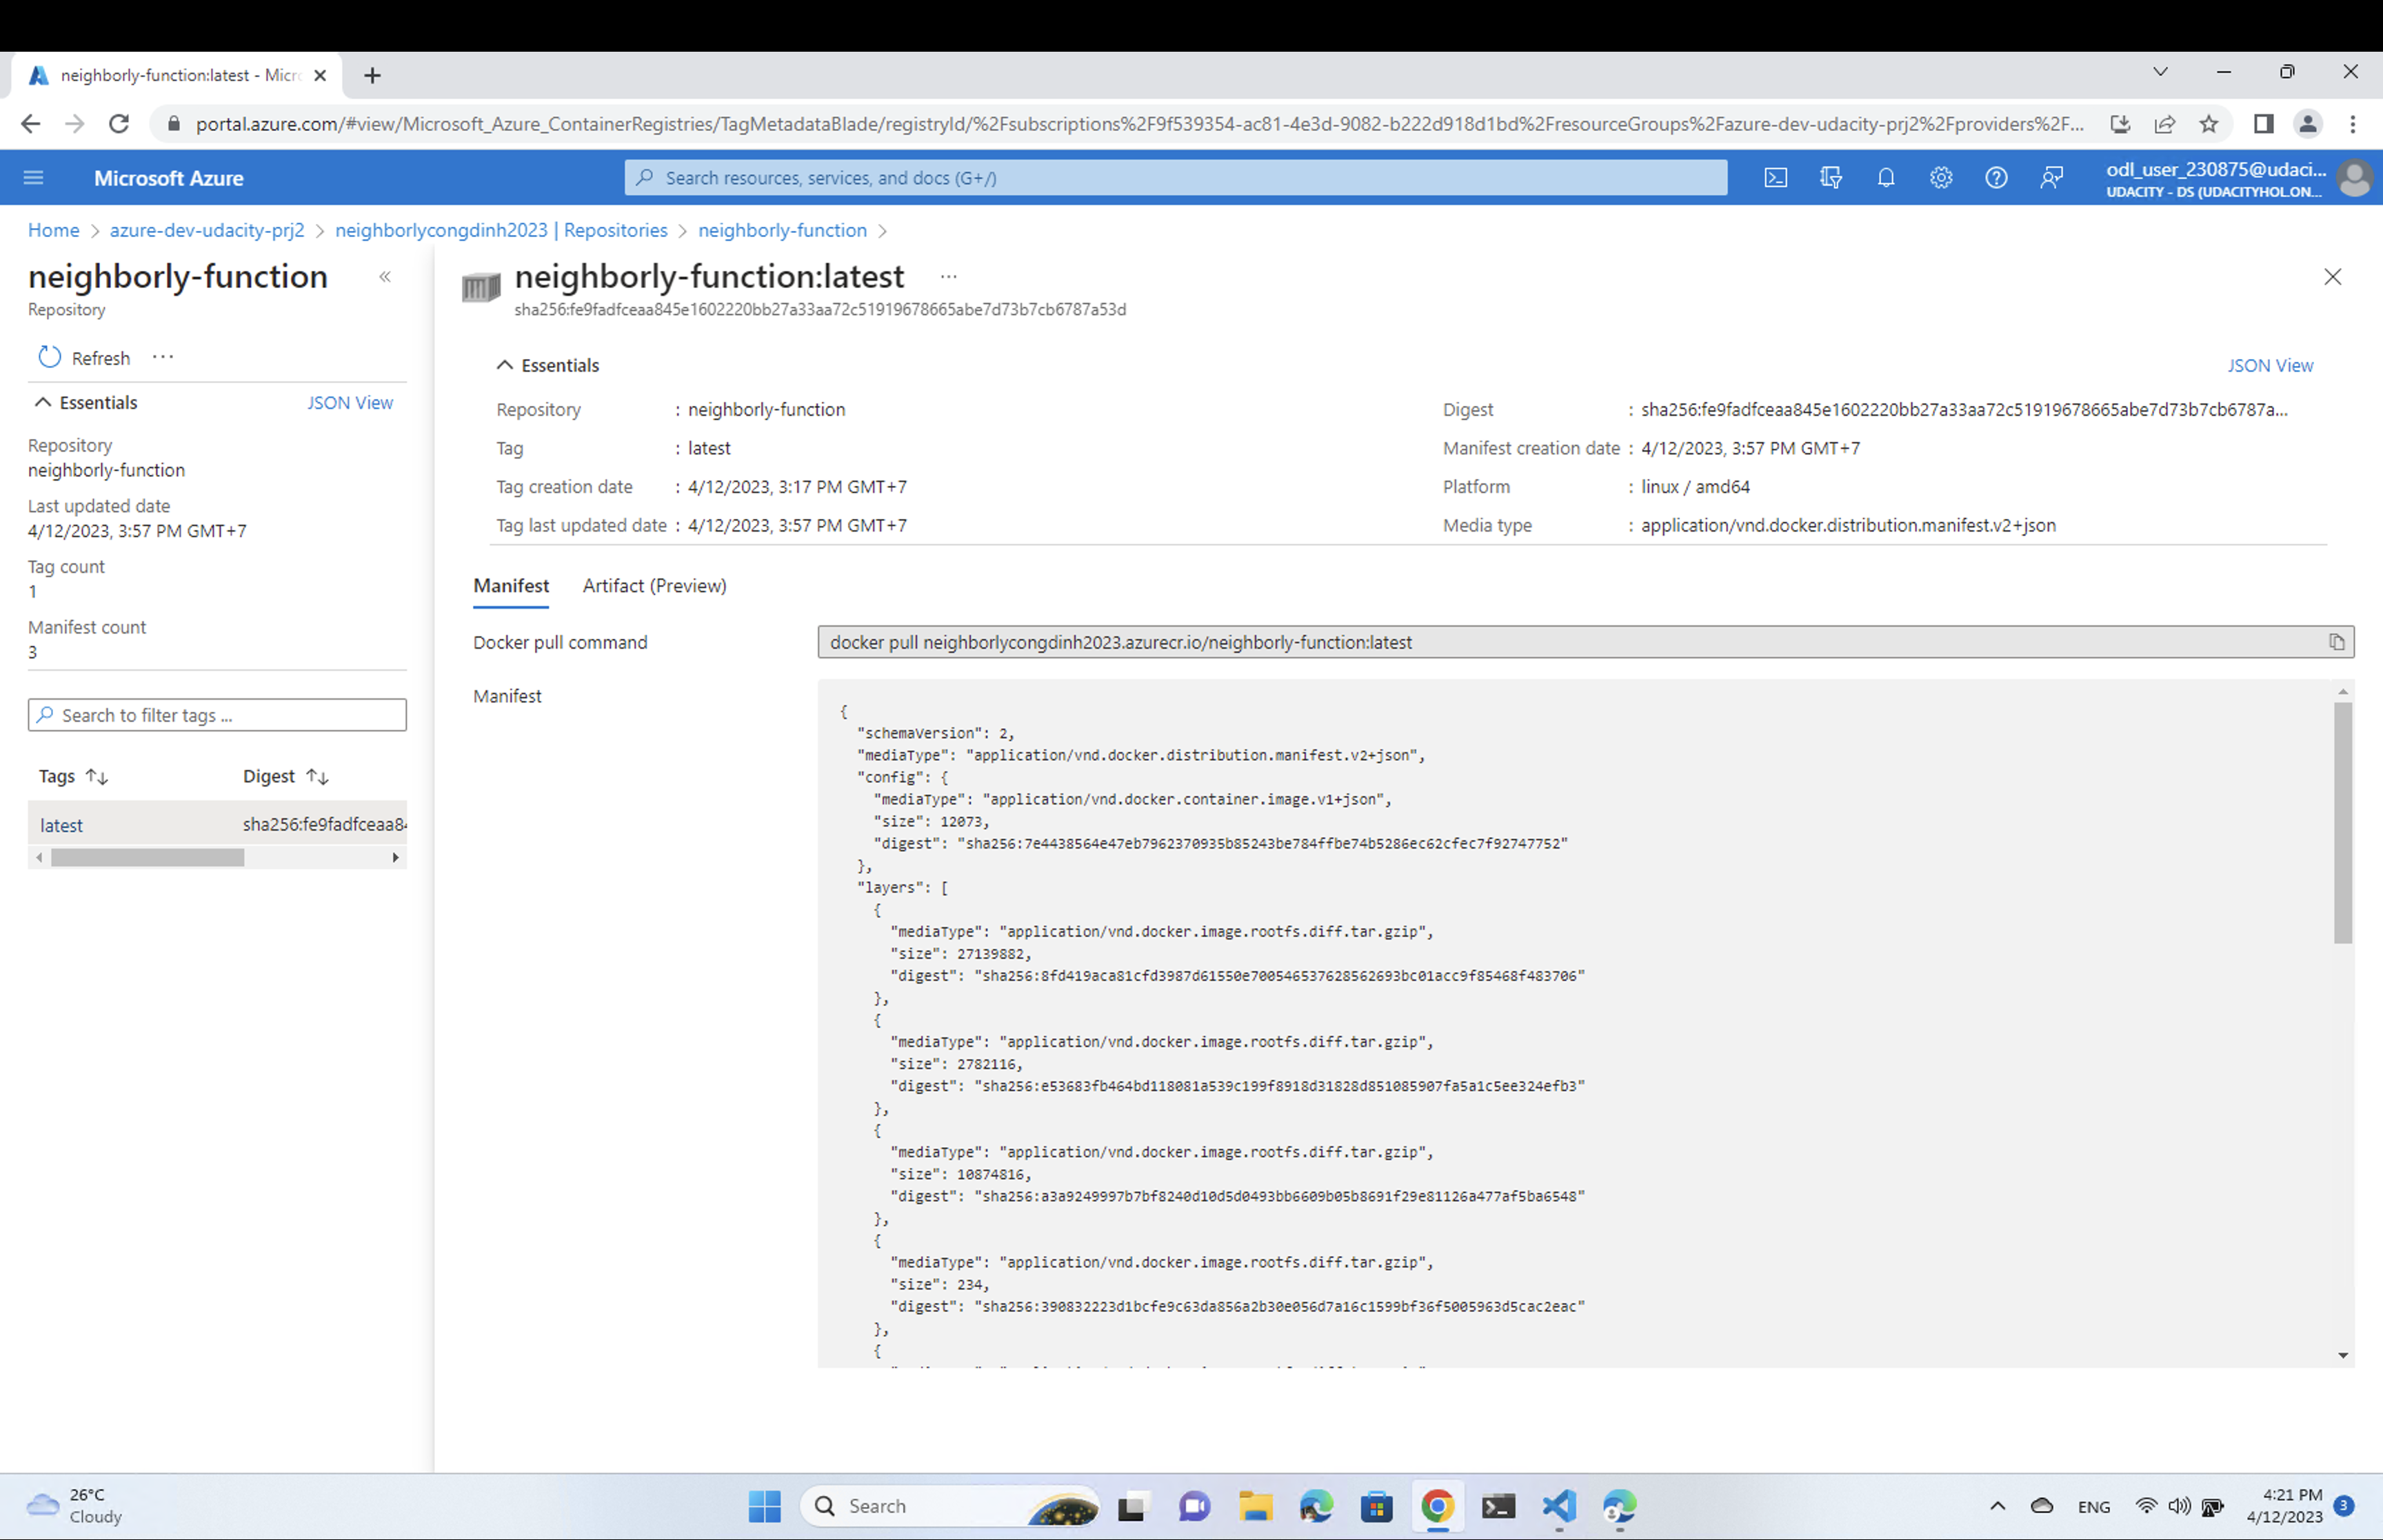 neighborly-function:latest - Micro
portal.azure.com/#view/Microsoft_Azure_ContainerRegistries/TagMetadataBlade/registryId/%2Fsubscriptions%2F9f539354-ac81-4e3d-9082-b222d918d1bd%2FresourceGroups%2Fazure-dev-udacity-prj2%2Fproviders%2F...
Microsoft Azure
Search resources, services, and docs (G+/)
odl_user_230875@udaci...
UDACITY - DS (UDACITYHOL.ON...
Home > azure-dev-udacity-prj2 > neighborlycongdinh2023 | Repositories > neighborly-function >
neighborly-function
Repository
Refresh ...
Essentials JSON View
Repository
neighborly-function
Last updated date
4/12/2023, 3:57 PM GMT+7
Tag count
1
Manifest count
3
Search to filter tags ...
Tags Digest
latest sha256:fe9fadfceaa84
neighborly-function:latest ...
sha256:fe9fadfceaa845e1602220bb27a33aa72c51919678665abe7d73b7cb6787a53d
Essentials JSON View
Repository : neighborly-function
Tag : latest
Tag creation date : 4/12/2023, 3:17 PM GMT+7
Tag last updated date : 4/12/2023, 3:57 PM GMT+7
Digest : sha256:fe9fadfceaa845e1602220bb27a33aa72c51919678665abe7d73b7cb6787a...
Manifest creation date : 4/12/2023, 3:57 PM GMT+7
Platform : linux / amd64
Media type : application/vnd.docker.distribution.manifest.v2+json
Manifest Artifact (Preview)
Docker pull command docker pull neighborlycongdinh2023.azurecr.io/neighborly-function:latest
Manifest
{
"schemaVersion": 2,
"mediaType": "application/vnd.docker.distribution.manifest.v2+json",
"config": {
"mediaType": "application/vnd.docker.container.image.v1+json",
"size": 12073,
"digest": "sha256:7e4438564e47eb7962370935b85243be784ffbe74b5286ec62cfec7f92747752"
},
"layers": [
{
"mediaType": "application/vnd.docker.image.rootfs.diff.tar.gzip",
"size": 27139882,
"digest": "sha256:8fd419aca81cfd3987d61550e700546537628562693bc01acc9f85468f483706"
},
{
"mediaType": "application/vnd.docker.image.rootfs.diff.tar.gzip",
"size": 2782116,
"digest": "sha256:e53683fb464bd118081a539c199f8918d31828d851085907fa5a1c5ee324efb3"
},
{
"mediaType": "application/vnd.docker.image.rootfs.diff.tar.gzip",
"size": 10874816,
"digest": "sha256:a3a9249997b7bf8240d10d5d0493bb6609b05b8691f29e81126a477af5ba6548"
},
{
"mediaType": "application/vnd.docker.image.rootfs.diff.tar.gzip",
"size": 234,
"digest": "sha256:390832223d1bcfe9c63da856a2b30e056d7a16c1599bf36f5005963d5cac2eac"
},
{
26°C
Cloudy
Search
ENG
4:21 PM
4/12/2023
3